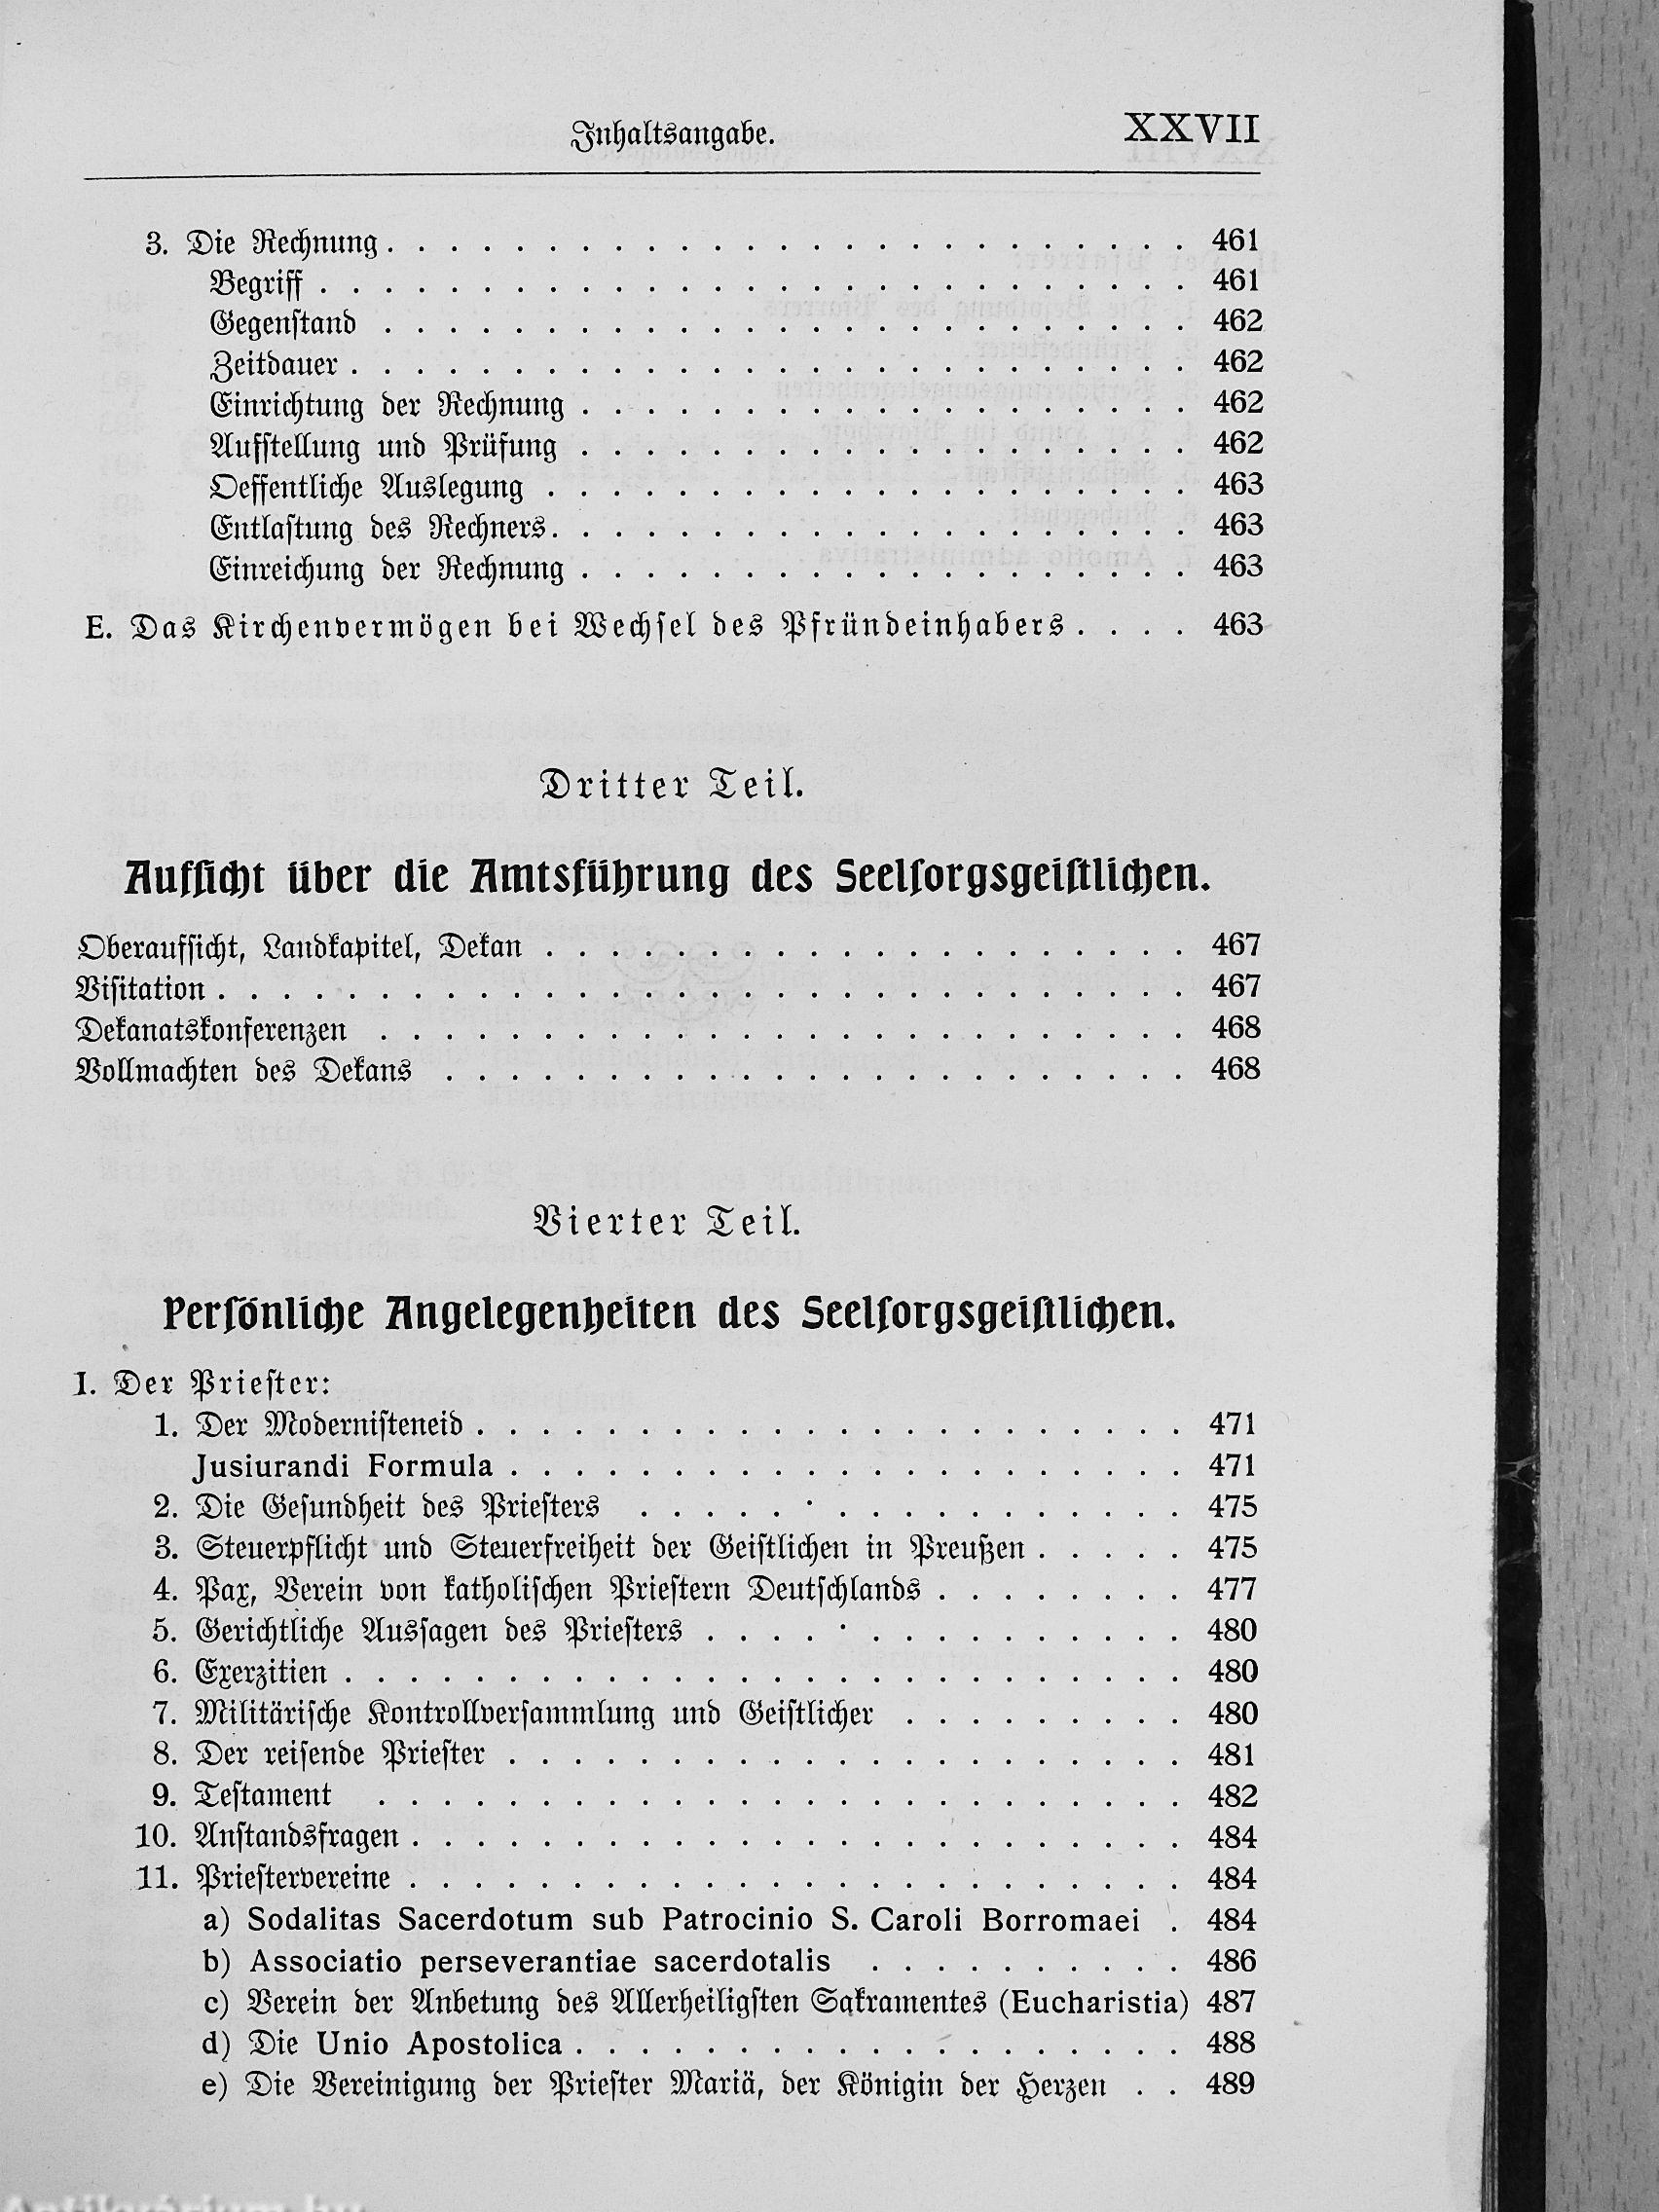 Inhaltsangabe. XXVII
3. Die Rechnung . . . . . . . . . . . . . . . . . . . . . . . . . 461
Begriff . . . . . . . . . . . . . . . . . . . . . . . . . . . 461
Gegenſtand . . . . . . . . . . . . . . . . . . . . . . . . . 462
Zeitdauer . . . . . . . . . . . . . . . . . . . . . . . . . . 462
Einrichtung der Rechnung . . . . . . . . . . . . . . . . . . . 462
Aufſtellung und Prüfung . . . . . . . . . . . . . . . . . . . 462
Oeffentliche Auslegung . . . . . . . . . . . . . . . . . . . . 463
Entlaſtung des Rechners . . . . . . . . . . . . . . . . . . . . 463
Einreichung der Rechnung . . . . . . . . . . . . . . . . . . . 463
E. Das Kirchenvermögen bei Wechſel des Pfründeinhabers . . . . 463
Dritter Teil.
Aufſicht über die Amtsführung des Seelſorgsgeiſtlichen.
Oberaufſicht, Landkapitel, Dekan . . . . . . . . . . . . . . . . . . . . 467
Viſitation . . . . . . . . . . . . . . . . . . . . . . . . . . . . . . 467
Dekanatskonferenzen . . . . . . . . . . . . . . . . . . . . . . . . . 468
Vollmachten des Dekans . . . . . . . . . . . . . . . . . . . . . . . 468
Vierter Teil.
Perſönliche Angelegenheiten des Seelſorgsgeiſtlichen.
I. Der Prieſter:
1. Der Moderniſteneid . . . . . . . . . . . . . . . . . . . . . . 471
Jusiurandi Formula . . . . . . . . . . . . . . . . . . . . . 471
2. Die Geſundheit des Prieſters . . . . . . . . . . . . . . . . . 475
3. Steuerpflicht und Steuerfreiheit der Geiſtlichen in Preußen . . . . . 475
4. Pax, Verein von katholiſchen Prieſtern Deutſchlands . . . . . . . . 477
5. Gerichtliche Ausſagen des Prieſters . . . . . . . . . . . . . . . 480
6. Exerzitien . . . . . . . . . . . . . . . . . . . . . . . . . . 480
7. Militäriſche Kontrollverſammlung und Geiſtlicher . . . . . . . . . 480
8. Der reiſende Prieſter . . . . . . . . . . . . . . . . . . . . . 481
9. Teſtament . . . . . . . . . . . . . . . . . . . . . . . . . 482
10. Anſtandsfragen . . . . . . . . . . . . . . . . . . . . . . . . 484
11. Prieſtervereine . . . . . . . . . . . . . . . . . . . . . . . . 484
a) Sodalitas Sacerdotum sub Patrocinio S. Caroli Borromaei . 484
b) Associatio perseverantiae sacerdotalis . . . . . . . . . . 486
c) Verein der Anbetung des Allerheiligſten Sakramentes (Eucharistia) 487
d) Die Unio Apostolica . . . . . . . . . . . . . . . . . . . 488
e) Die Vereinigung der Prieſter Mariä, der Königin der Herzen . . 489